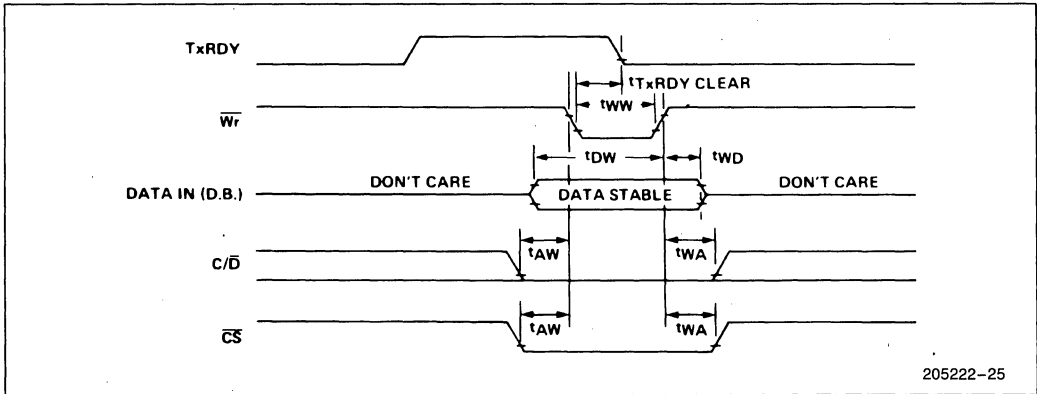 TxRDY
tTxRDY CLEAR
tWW
Wr
tDW
tWD
DATA IN (D.B.)
DON'T CARE
DATA STABLE
DON'T CARE
tAW
tWA
C/D
tAW
tWA
CS
205222-25